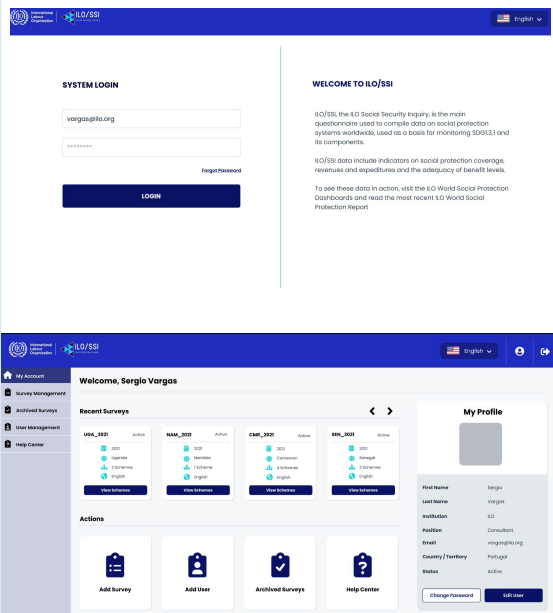 International
Labour
Organization
ILO/SSI
English
SYSTEM LOGIN
vargas@ilo.org
********
Forgot Password
LOGIN
WELCOME TO ILO/SSI
ILO/SSI, the ILO Social Security Inquiry, is the main
questionnaire used to compile data on social protection
systems worldwide, used as a basis for monitoring SDG1.3.1 and
its components.
ILO/SSI data include indicators on social protection coverage,
revenues and expeditures and the adequacy of benefit levels.
To see these data in action, visit the ILO World Social Protection
Dashboards and read the most recent ILO World Social
Protection Report
International
Labour
Organization
ILO/SSI
English
My Account
Survey Management
Archived Surveys
User Management
Help Center
Welcome, Sergio Vargas
Recent Surveys
UGA_2021 Active
2021
Uganda
2 Schemes
English
View Schemes
NAM_2021 Active
2021
Namibia
1 Scheme
English
View Schemes
CMR_2021 Active
2021
Cameroon
4 Schemes
English
View Schemes
SEN_2021 Active
2021
Senegal
3 Schemes
English
View Schemes
Actions
Add Survey
Add User
Archived Surveys
Help Center
My Profile
First Name Sergio
Last Name Vargas
Institution ILO
Position Consultant
Email vargas@ilo.org
Country / Territory Portugal
Status Active
Change Password
Edit User